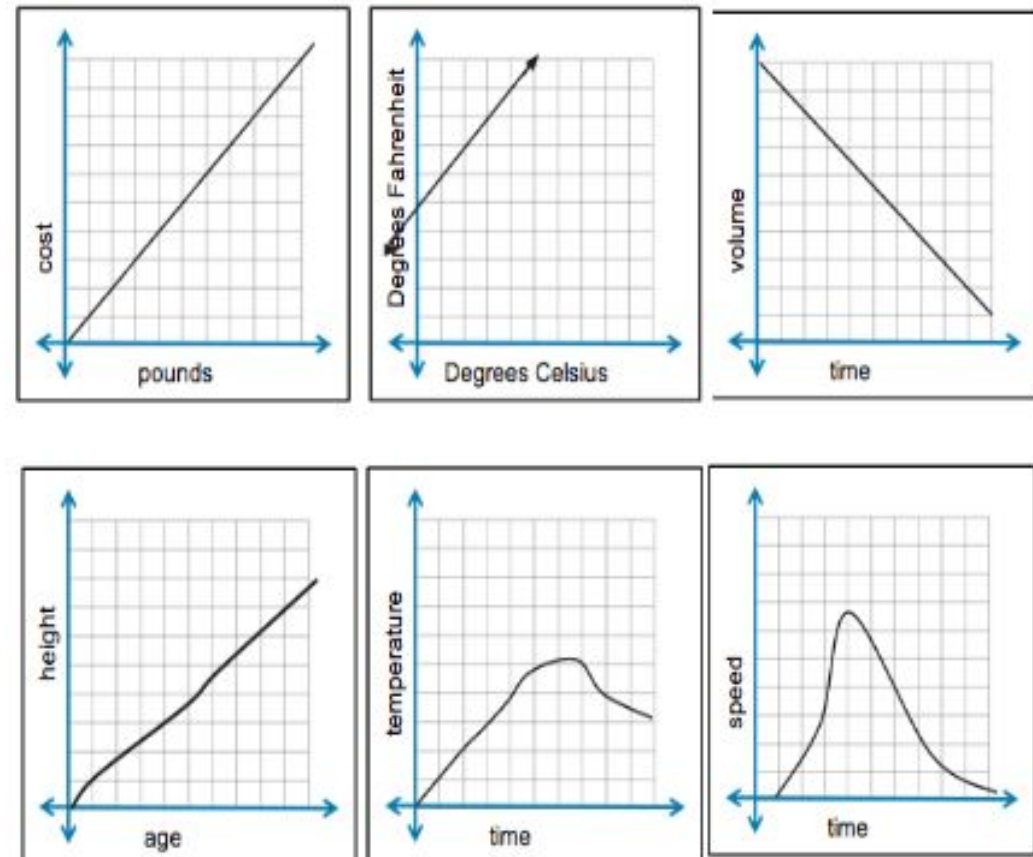 cost
pounds
Degrees Fahrenheit
Degrees Celsius
volume
time
height
age
temperature
time
speed
time